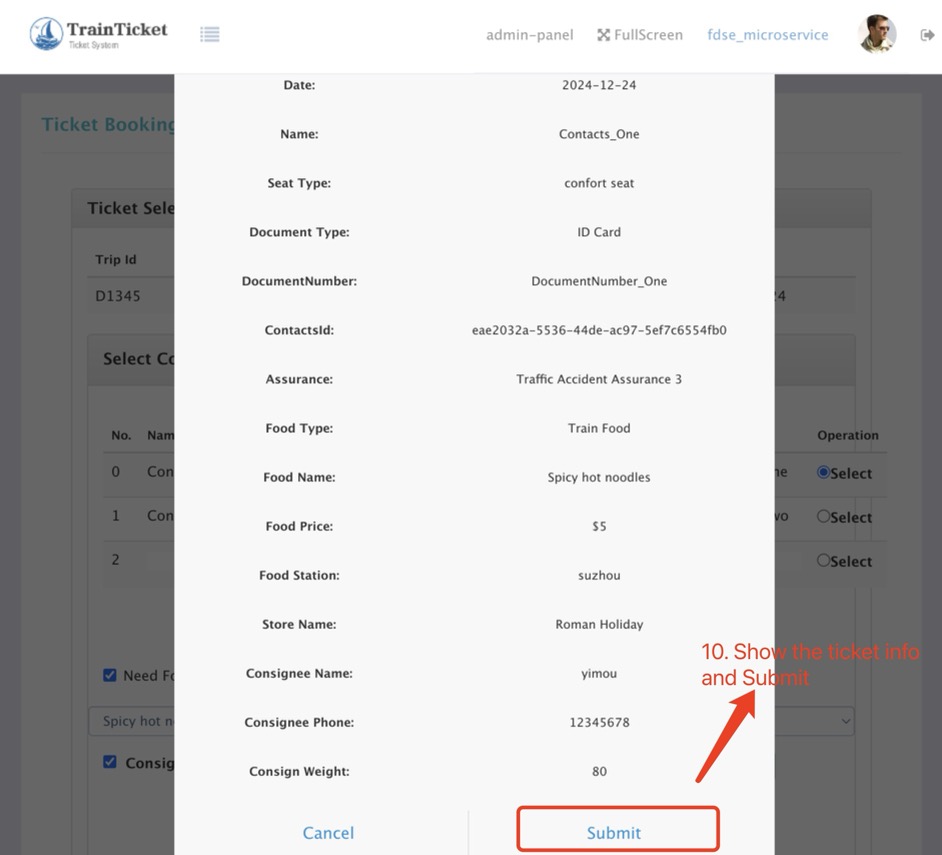 TrainTicket
Ticket System
admin-panel FullScreen fdse_microservice
Ticket Booking
Ticket Sele
Trip Id
D1345
Select Co
No. Nam Operation
0 Con ne Select
1 Con wo Select
2 Select
Need Fo
Spicy hot n
Consig
Date: 2024-12-24
Name: Contacts_One
Seat Type: confort seat
Document Type: ID Card
DocumentNumber: DocumentNumber_One
ContactsId: eae2032a-5536-44de-ac97-5ef7c6554fb0
Assurance: Traffic Accident Assurance 3
Food Type: Train Food
Food Name: Spicy hot noodles
Food Price: $5
Food Station: suzhou
Store Name: Roman Holiday
Consignee Name: yimou
Consignee Phone: 12345678
Consign Weight: 80
Cancel Submit
10. Show the ticket info
and Submit